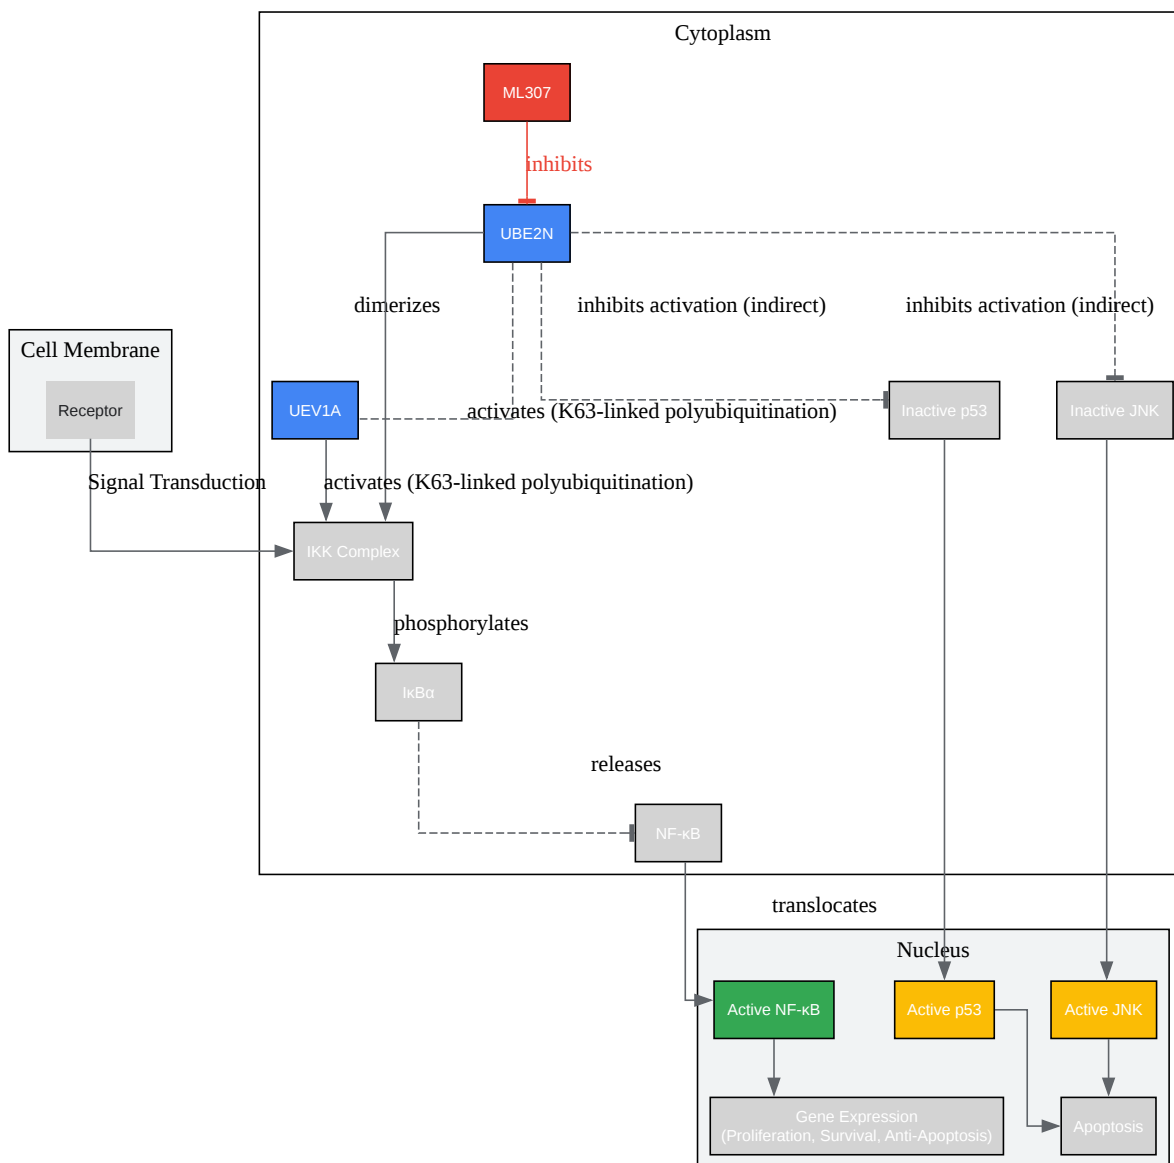 Cytoplasm
ML307
inhibits
UBE2N
dimerizes
inhibits activation (indirect)
inhibits activation (indirect)
Cell Membrane
Receptor
UEV1A
activates (K63-linked polyubiquitination)
Inactive p53
Inactive JNK
Signal Transduction
activates (K63-linked polyubiquitination)
IKK Complex
phosphorylates
IκBα
releases
NF-κB
translocates
Nucleus
Active NF-κB
Active p53
Active JNK
Gene Expression
(Proliferation, Survival, Anti-Apoptosis)
Apoptosis